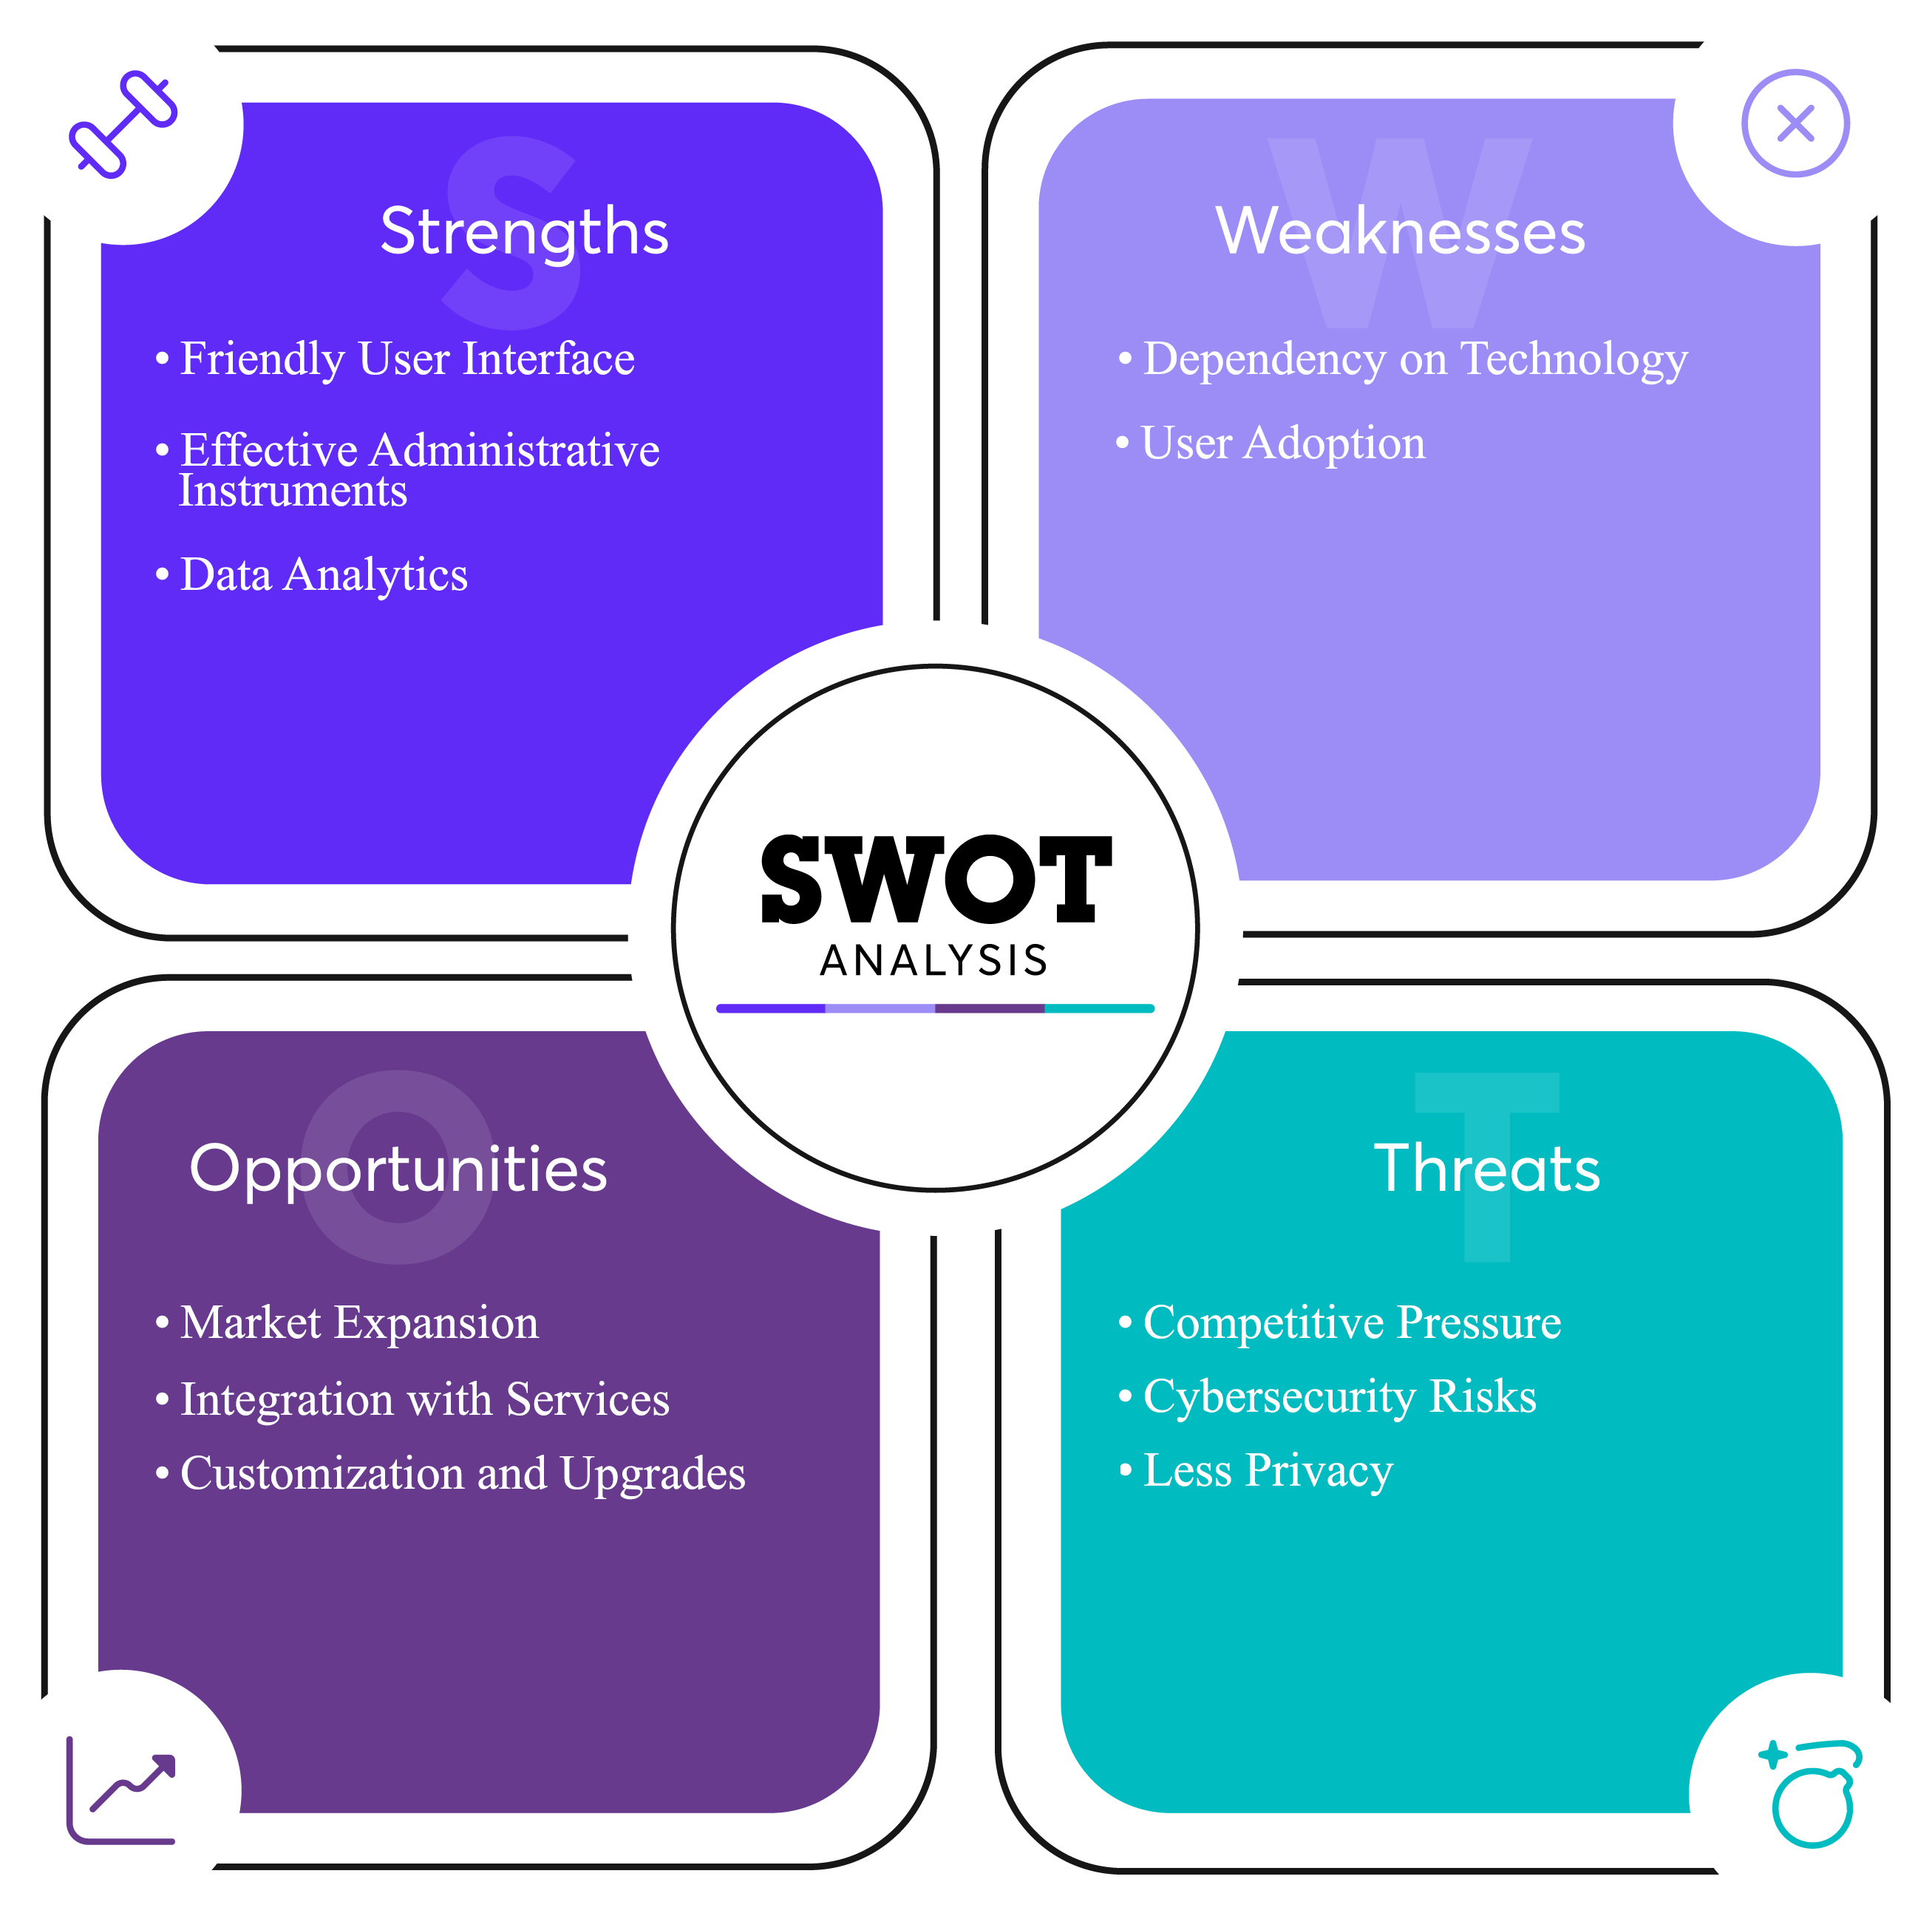 S
Strengths
• Friendly User Interface
• Effective Administrative
Instruments
• Data Analytics
W
Weaknesses
• Dependency on Technology
• User Adoption
SWOT
ANALYSIS
O
Opportunities
• Market Expansion
• Integration with Services
• Customization and Upgrades
T
Threats
• Competitive Pressure
• Cybersecurity Risks
• Less Privacy